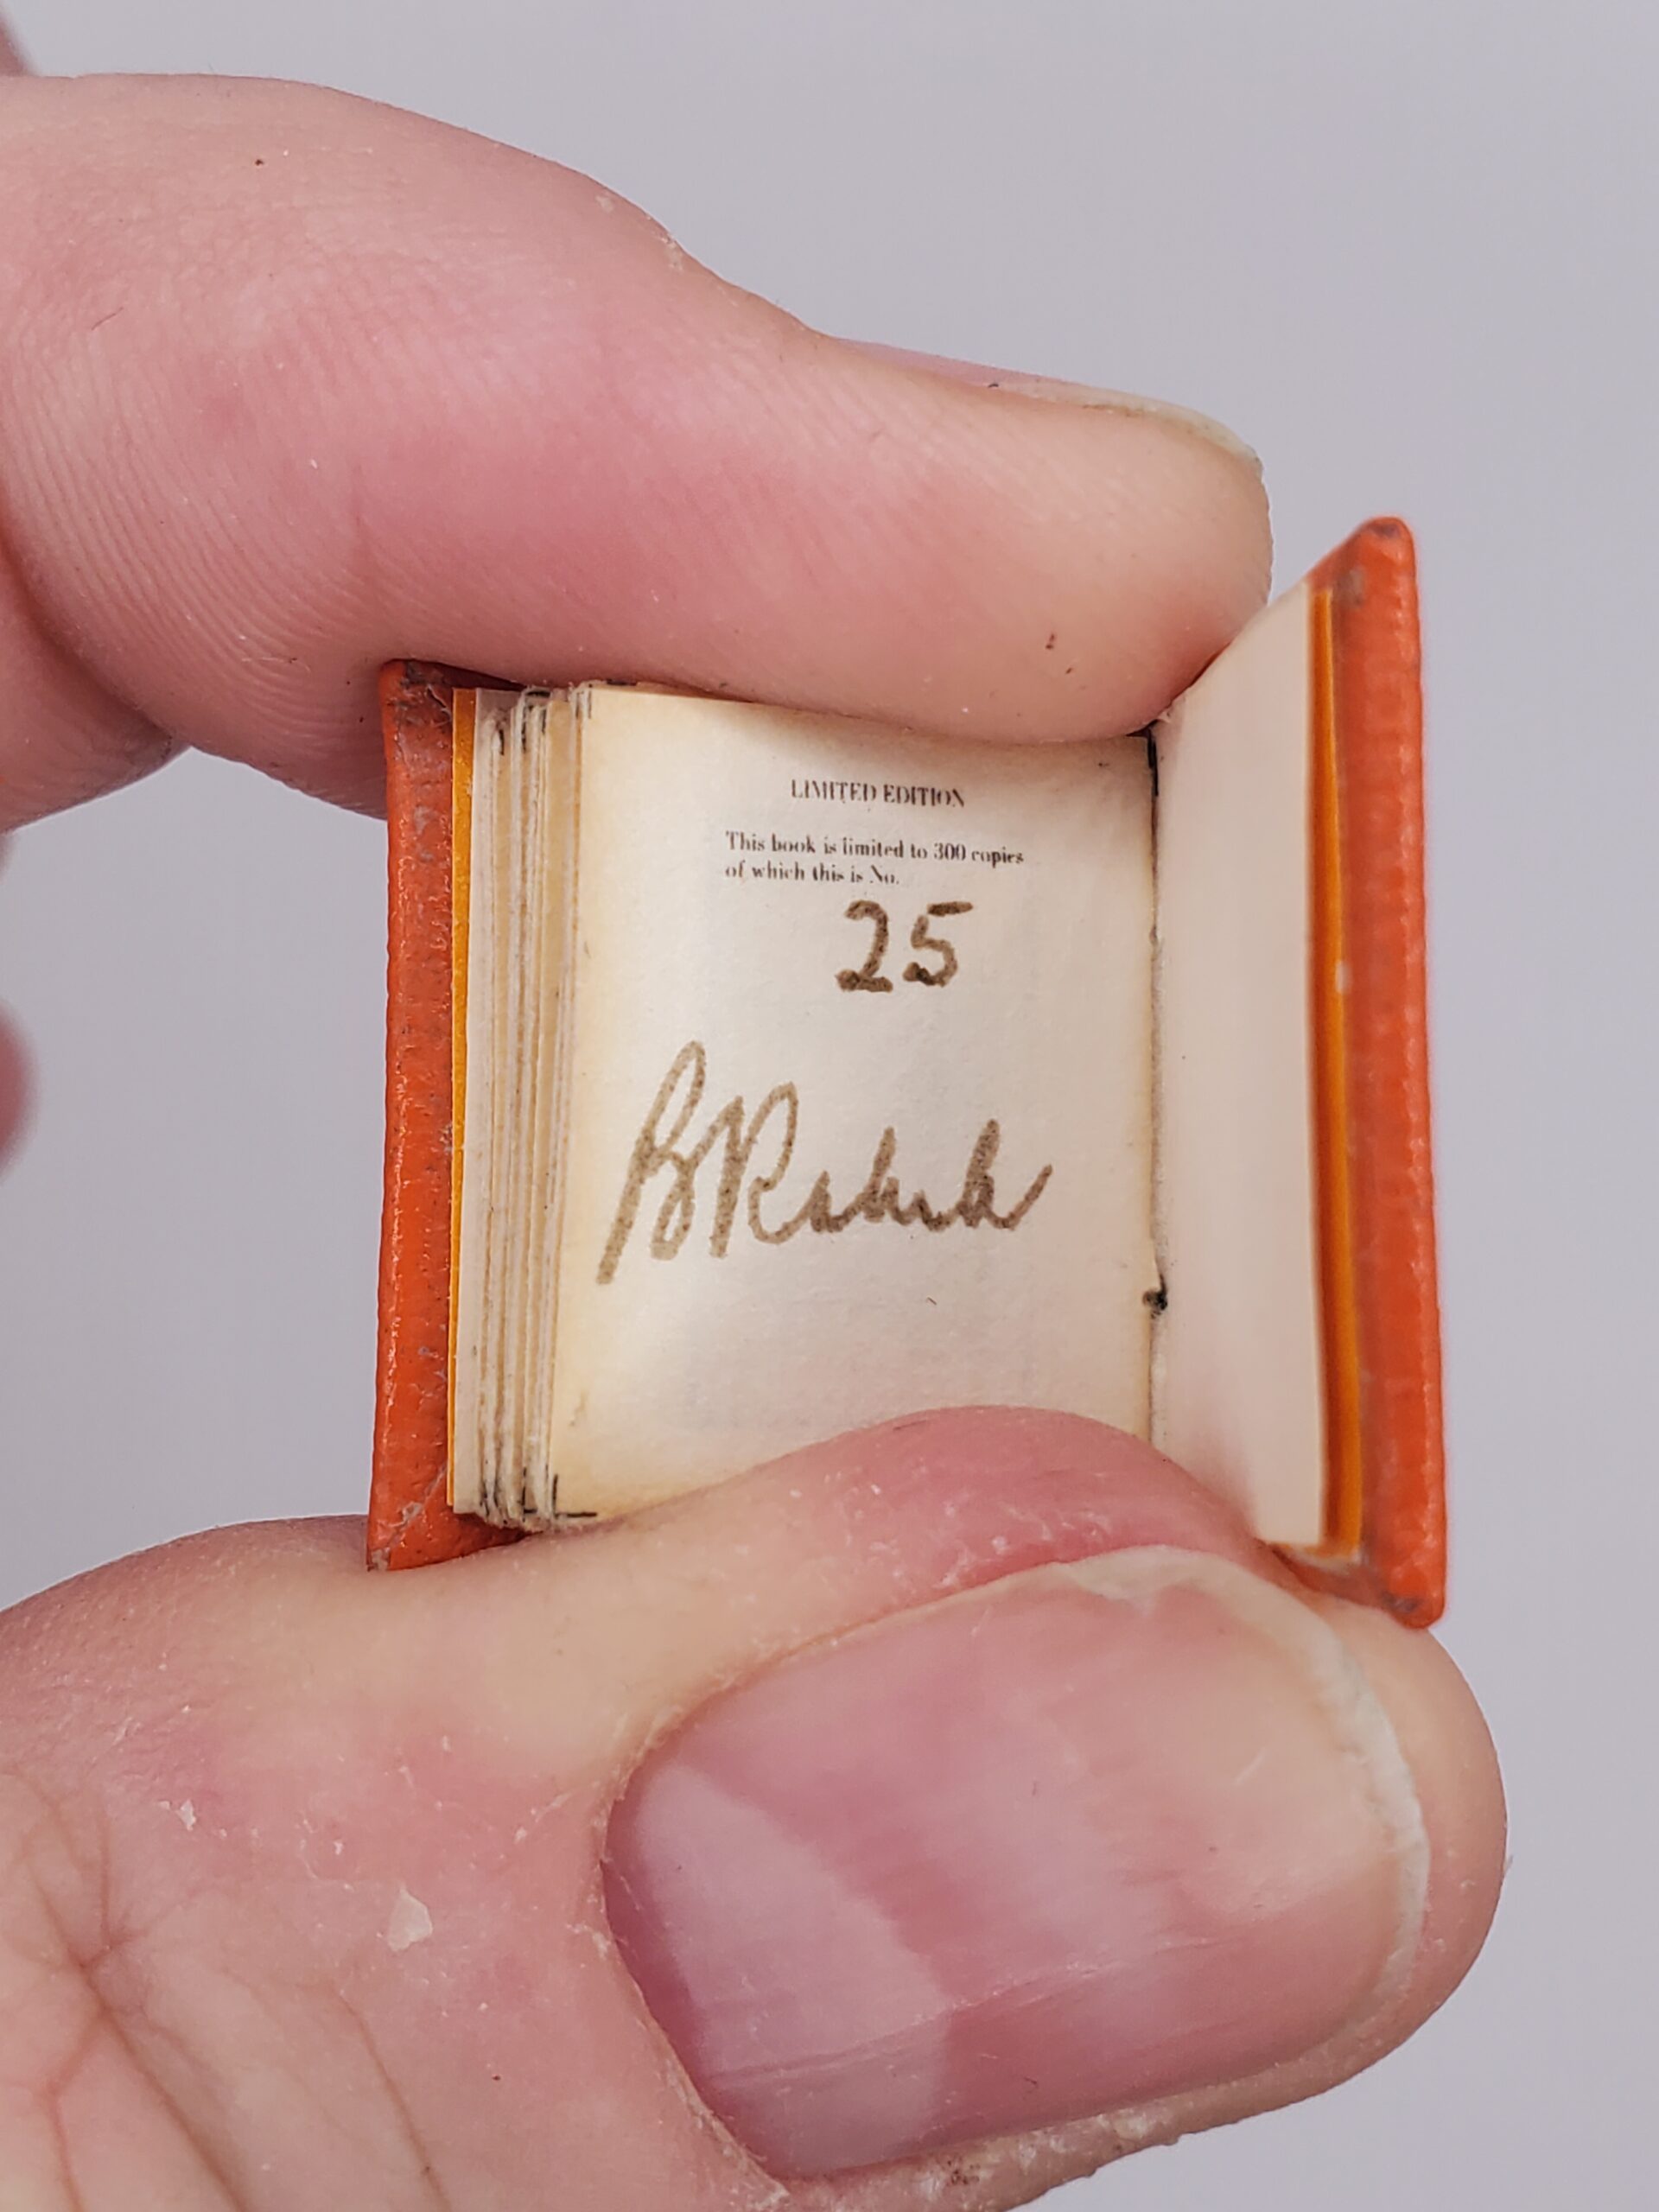 LIMITED EDITION
This book is limited to 300 copies
of which this is No.
25